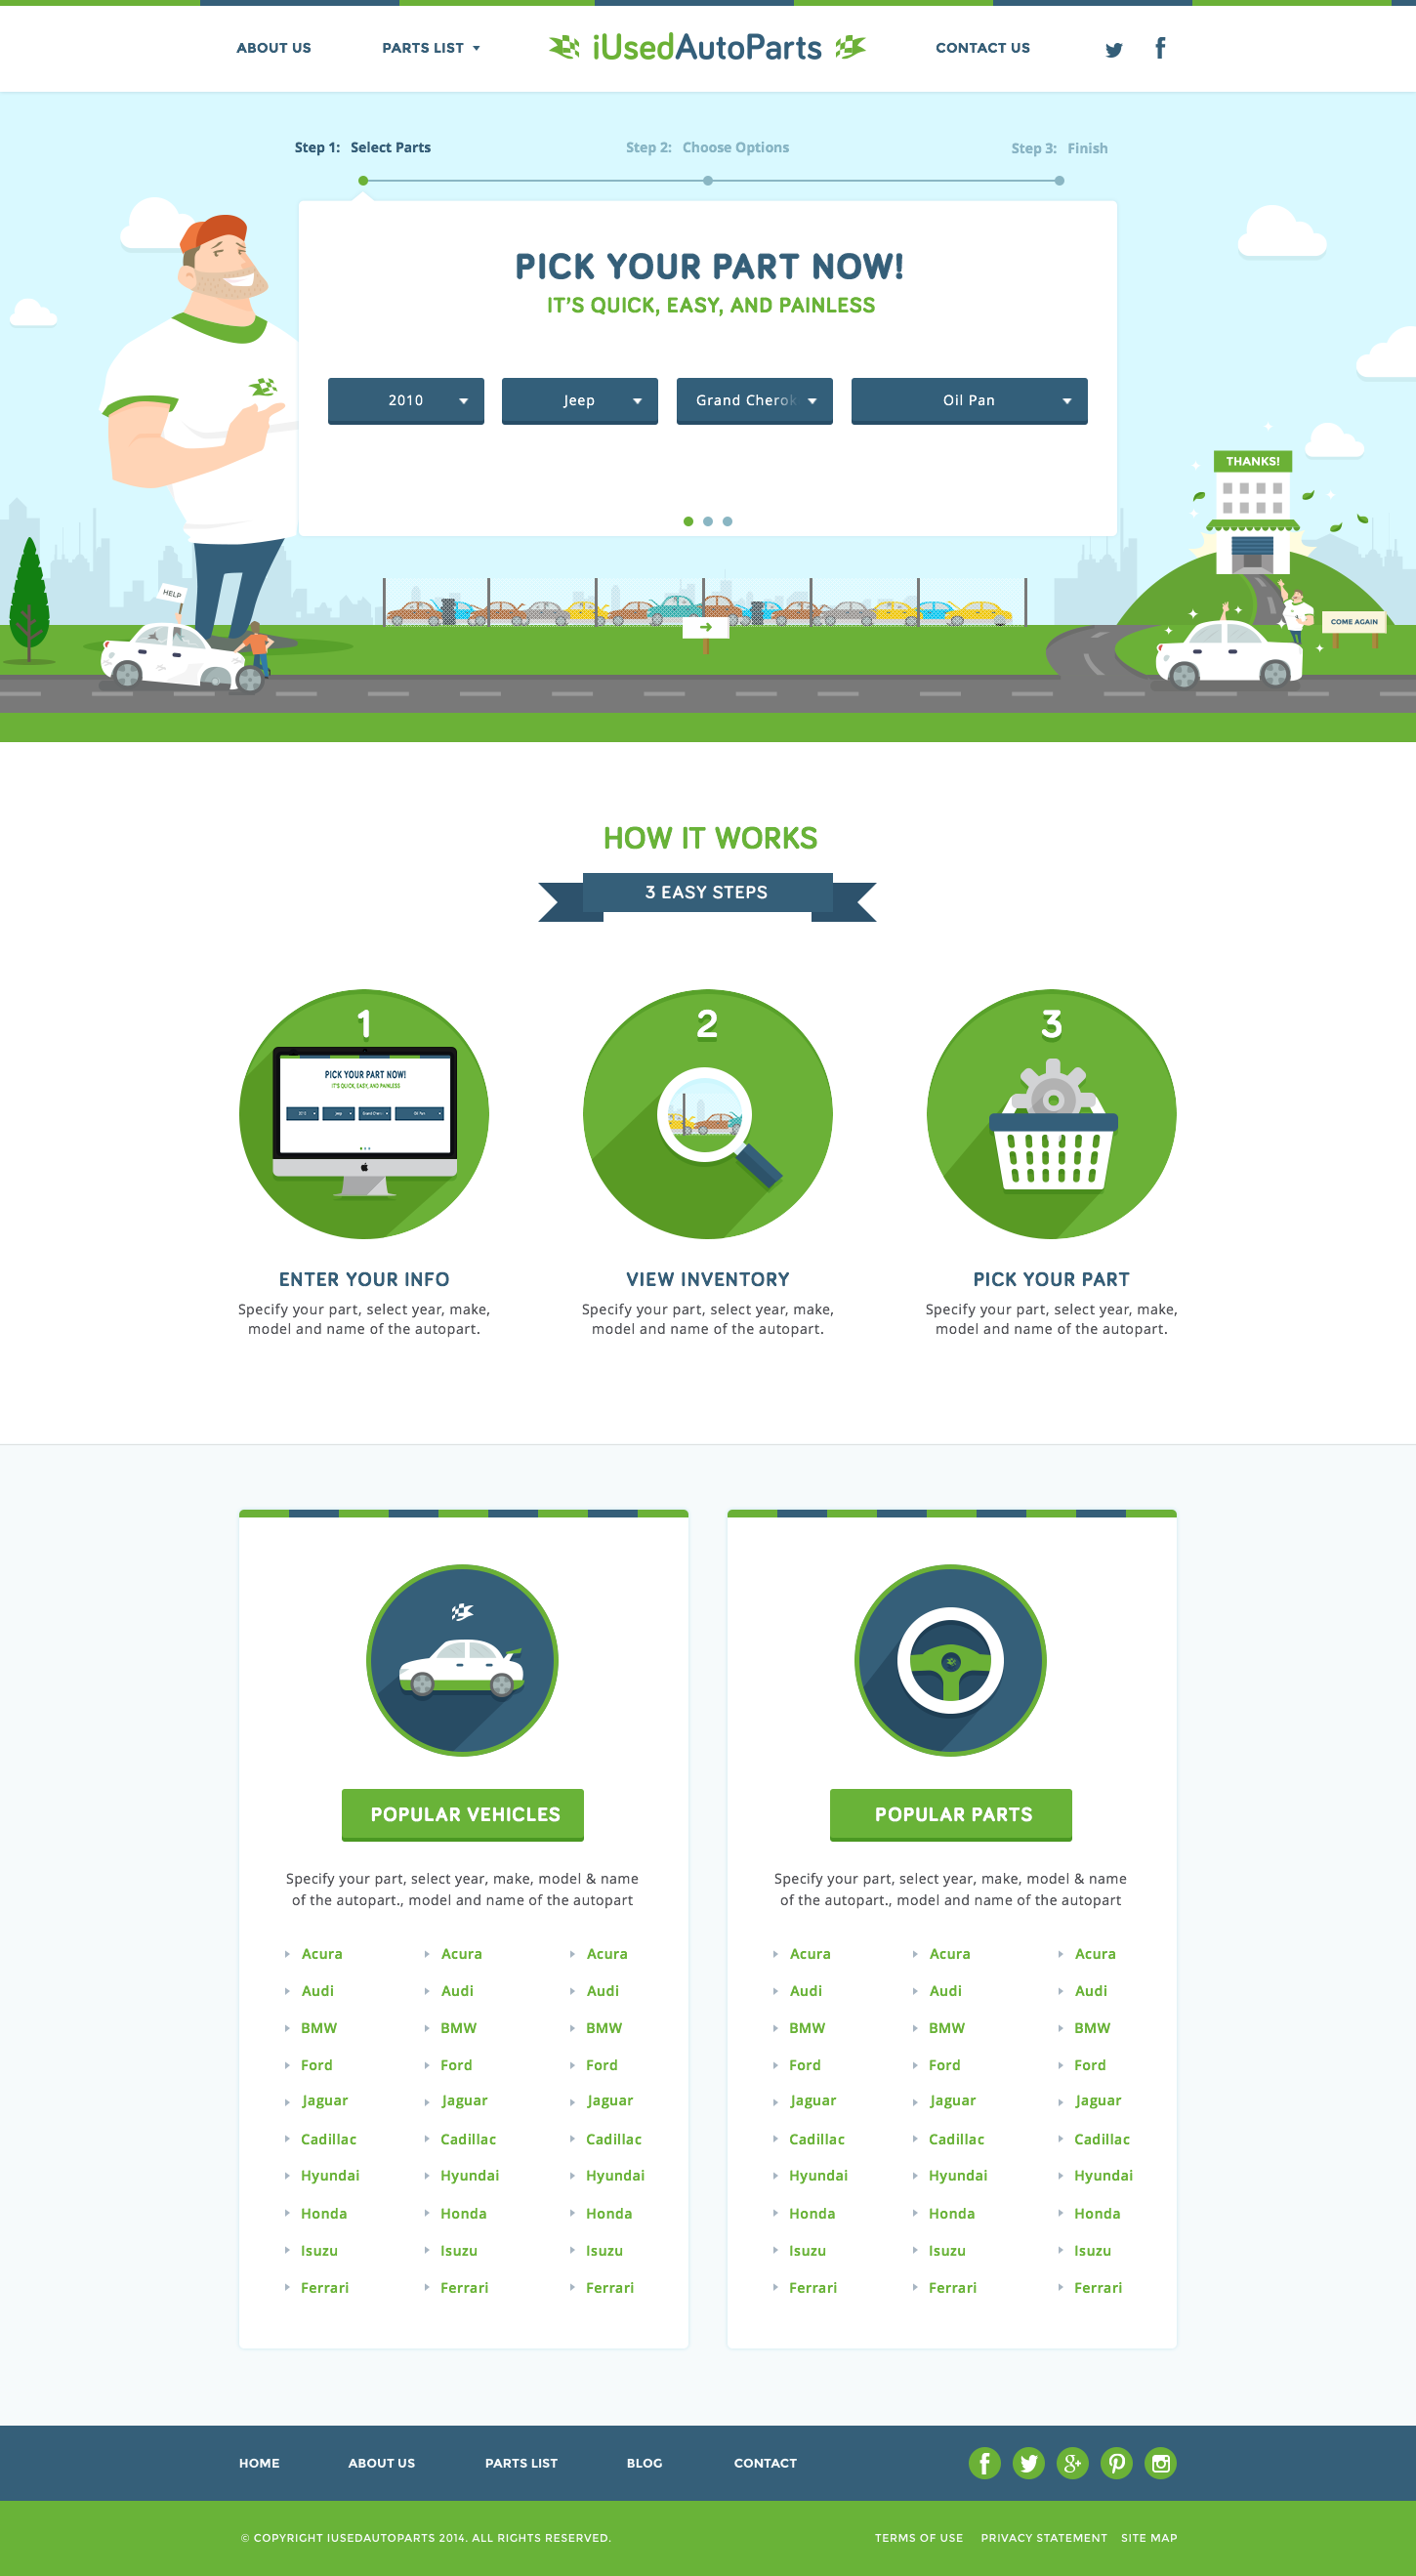 ABOUT US
PARTS LIST
iUsedAutoParts
CONTACT US
Step 1: Select Parts
Step 2: Choose Options
Step 3: Finish
PICK YOUR PART NOW!
IT'S QUICK, EASY, AND PAINLESS
2010
Jeep
Grand Cherok
Oil Pan
THANKS!
HELP
COME AGAIN
HOW IT WORKS
3 EASY STEPS
1
PICK YOUR PART NOW!
IT'S QUICK, EASY, AND PAINLESS
2010
Jeep
Grand Cherok
Oil Pan
2
3
ENTER YOUR INFO
Specify your part, select year, make,
model and name of the autopart.
VIEW INVENTORY
Specify your part, select year, make,
model and name of the autopart.
PICK YOUR PART
Specify your part, select year, make,
model and name of the autopart.
POPULAR VEHICLES
Specify your part, select year, make, model & name
of the autopart., model and name of the autopart
Acura Acura Acura
Audi Audi Audi
BMW BMW BMW
Ford Ford Ford
Jaguar Jaguar Jaguar
Cadillac Cadillac Cadillac
Hyundai Hyundai Hyundai
Honda Honda Honda
Isuzu Isuzu Isuzu
Ferrari Ferrari Ferrari
POPULAR PARTS
Specify your part, select year, make, model & name
of the autopart., model and name of the autopart
Acura Acura Acura
Audi Audi Audi
BMW BMW BMW
Ford Ford Ford
Jaguar Jaguar Jaguar
Cadillac Cadillac Cadillac
Hyundai Hyundai Hyundai
Honda Honda Honda
Isuzu Isuzu Isuzu
Ferrari Ferrari Ferrari
HOME
ABOUT US
PARTS LIST
BLOG
CONTACT
© COPYRIGHT IUSEDAUTOPARTS 2014. ALL RIGHTS RESERVED.
TERMS OF USE
PRIVACY STATEMENT
SITE MAP